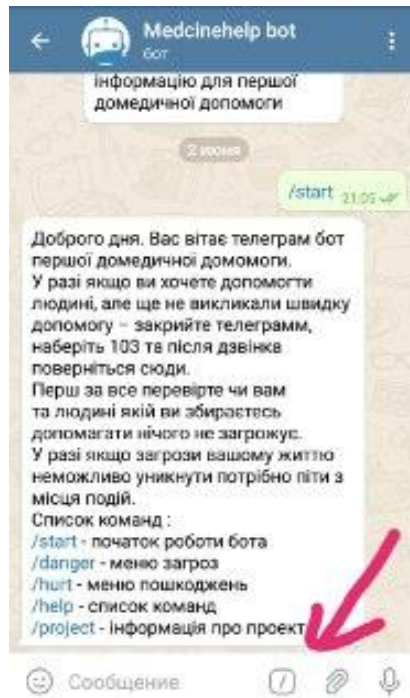 Medcinehelp bot
бот
інформацію для першої
домедичної допомоги
2 июня
/start 21:05
Доброго дня. Вас вітає телеграм бот
першої домедичної домомоги.
У разі якщо ви хочете допомогти
людині, але ще не викликали швидку
допомогу – закрийте телеграмм,
наберіть 103 та після дзвінка
поверніться сюди.
Перш за все перевірте чи вам
та людині якій ви збираєтесь
допомагати нічого не загрожує.
У разі якщо загрози вашому життю
неможливо уникнути потрібно піти з
місця подій.
Список команд :
/start - початок роботи бота
/danger - меню загроз
/hurt - меню пошкоджень
/help - список команд
/project - інформація про проект
Сообщение